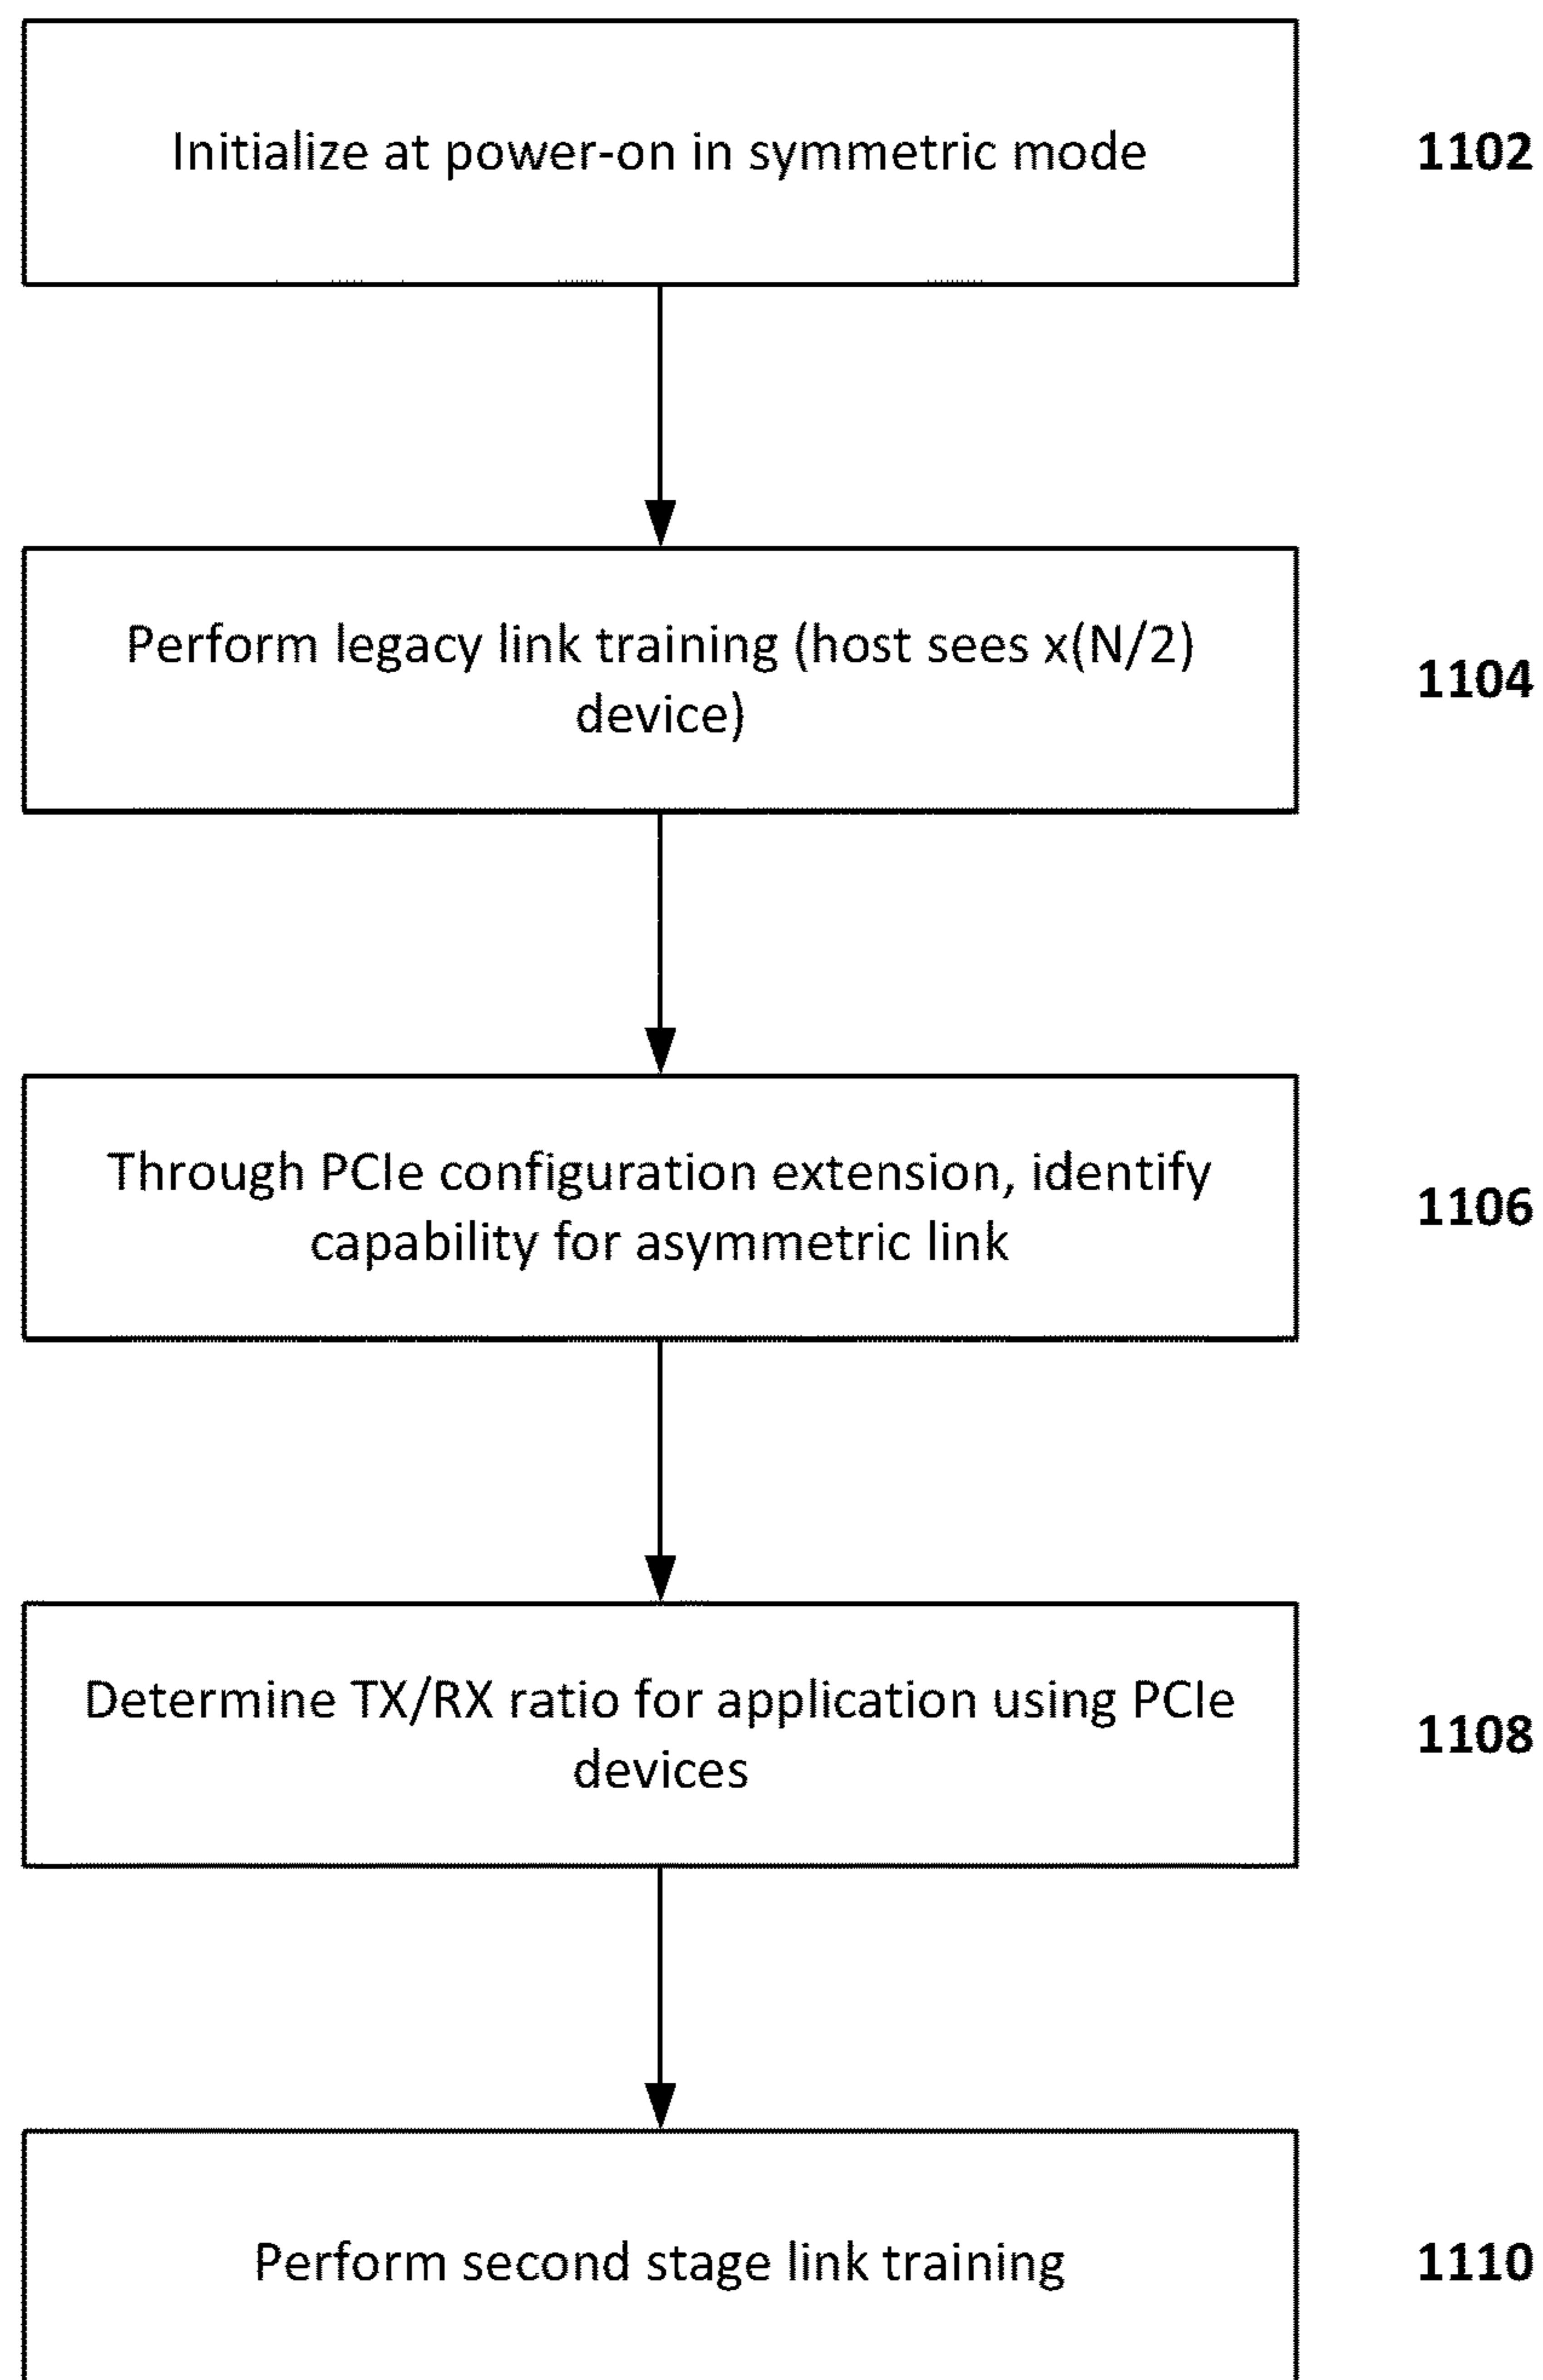 Initialize at power-on in symmetric mode
1102
Perform legacy link training (host sees x(N/2)
device)
1104
Through PCIe configuration extension, identify
capability for asymmetric link
1106
Determine TX/RX ratio for application using PCIe
devices
1108
Perform second stage link training
1110